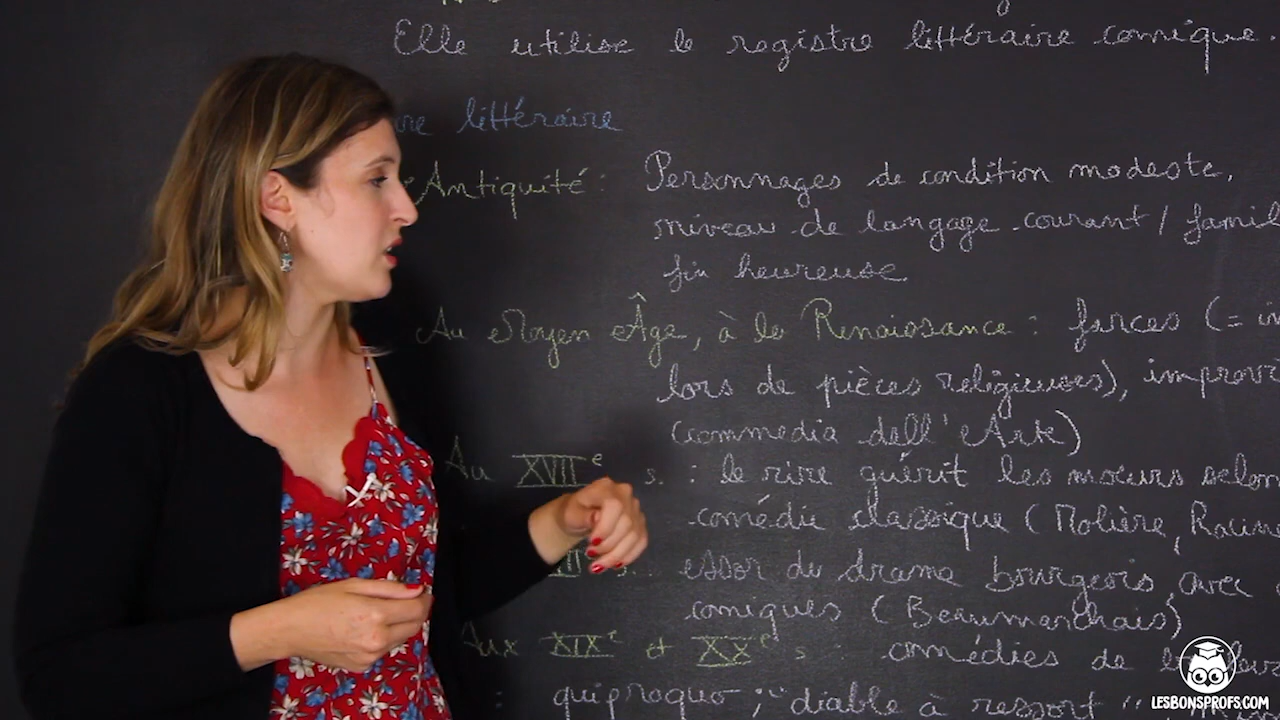 Elle utilise le registre littéraire comique.
ire littéraire
Antiquité : Personnages de condition modeste,
niveau de langage courant / famil
fin heureuse
Au Moyen Âge, à la Renaissance : farces (= in
lors de pièces religieuses), improvi
(commedia dell'Arte)
Au XVIIe s. : le rire guérit les mœurs selon
comédie classique (Molière, Racine
s. : essor du drame bourgeois avec
comiques (Beaumarchais)
Aux XIXe et XXe s : comédies de
: quiproquo ; "diable à ressort"
LESBONSPROFS.COM